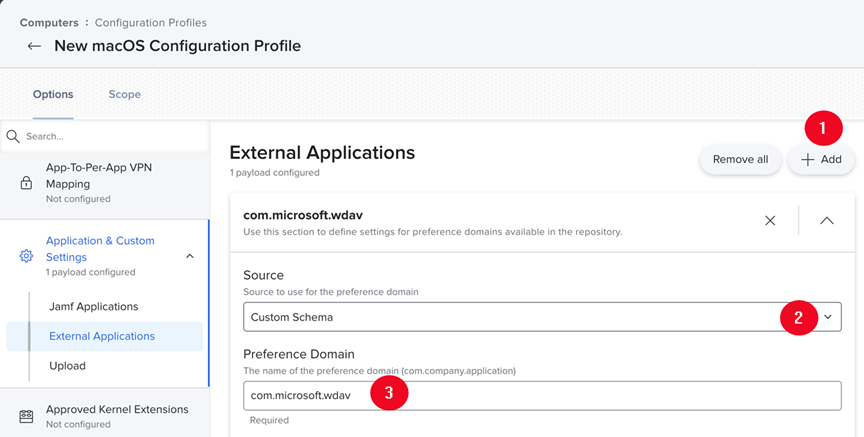 Computers : Configuration Profiles
← New macOS Configuration Profile
Options Scope
Search...
App-To-Per-App VPN
Mapping
Not configured
Application & Custom
Settings
1 payload configured
Jamf Applications
External Applications
Upload
Approved Kernel Extensions
Not configured
1
External Applications
1 payload configured
Remove all
+ Add
com.microsoft.wdav
Use this section to define settings for preference domains available in the repository.
Source
Source to use for the preference domain
Custom Schema
2
Preference Domain
The name of the preference domain (com.company.application)
com.microsoft.wdav
3
Required